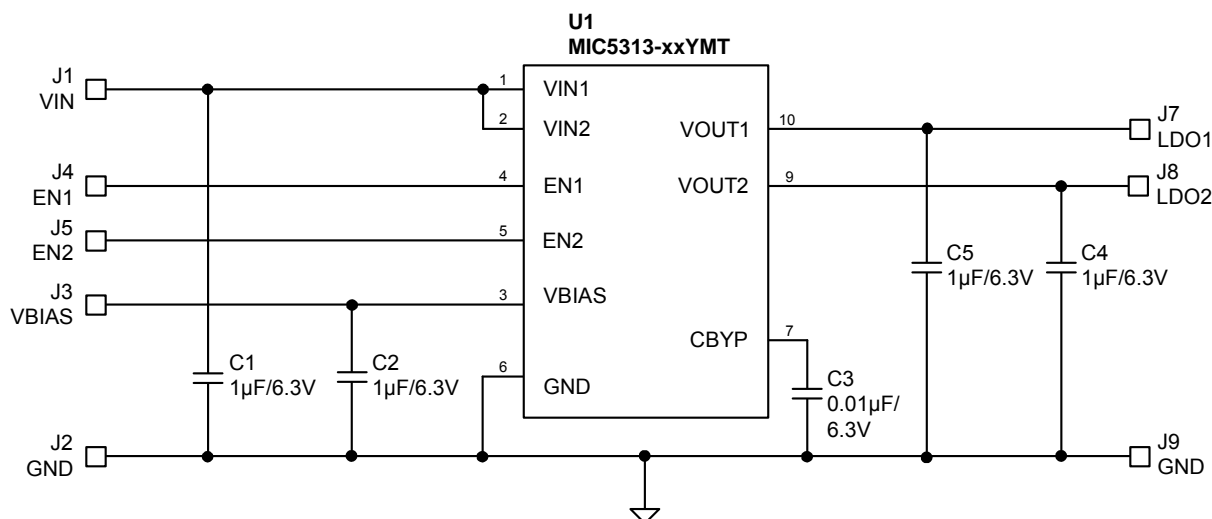 U1
MIC5313-xxYMT
J1
VIN
1
VIN1
2
VIN2
VOUT1
10
J7
LDO1
J4
EN1
4
EN1
VOUT2
9
J8
LDO2
J5
EN2
5
EN2
J3
VBIAS
3
VBIAS
C5
1µF/6.3V
C4
1µF/6.3V
CBYP
7
C1
1µF/6.3V
C2
1µF/6.3V
6
GND
C3
0.01µF/
6.3V
J2
GND
J9
GND